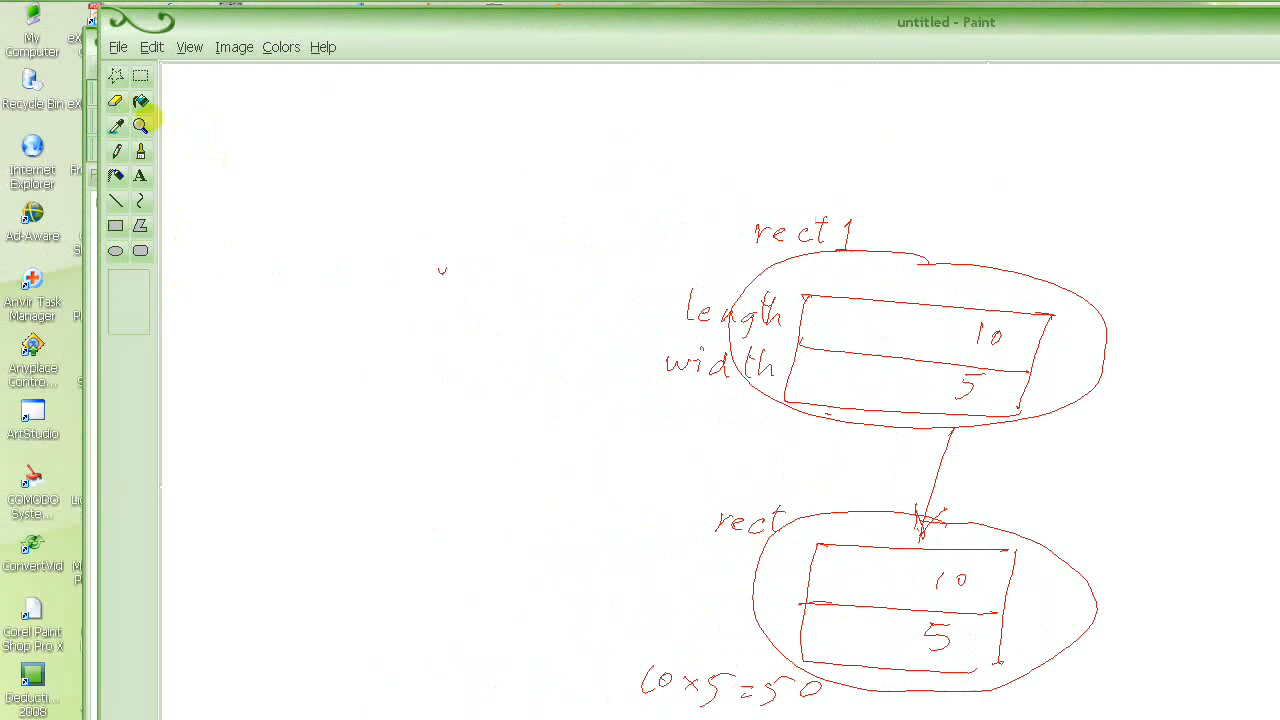 untitled - Paint
File Edit View Image Colors Help
My
Computer
Recycle Bin
Internet
Explorer
Ad-Aware
Anvir Task
Manager
Anyplace
Contro...
ArtStudio
COMODO
Syste...
ConvertVid
Corel Paint
Shop Pro X
Deducti...
2008
A
rect1
length
10
width
5
rect
10
5
10x5=50